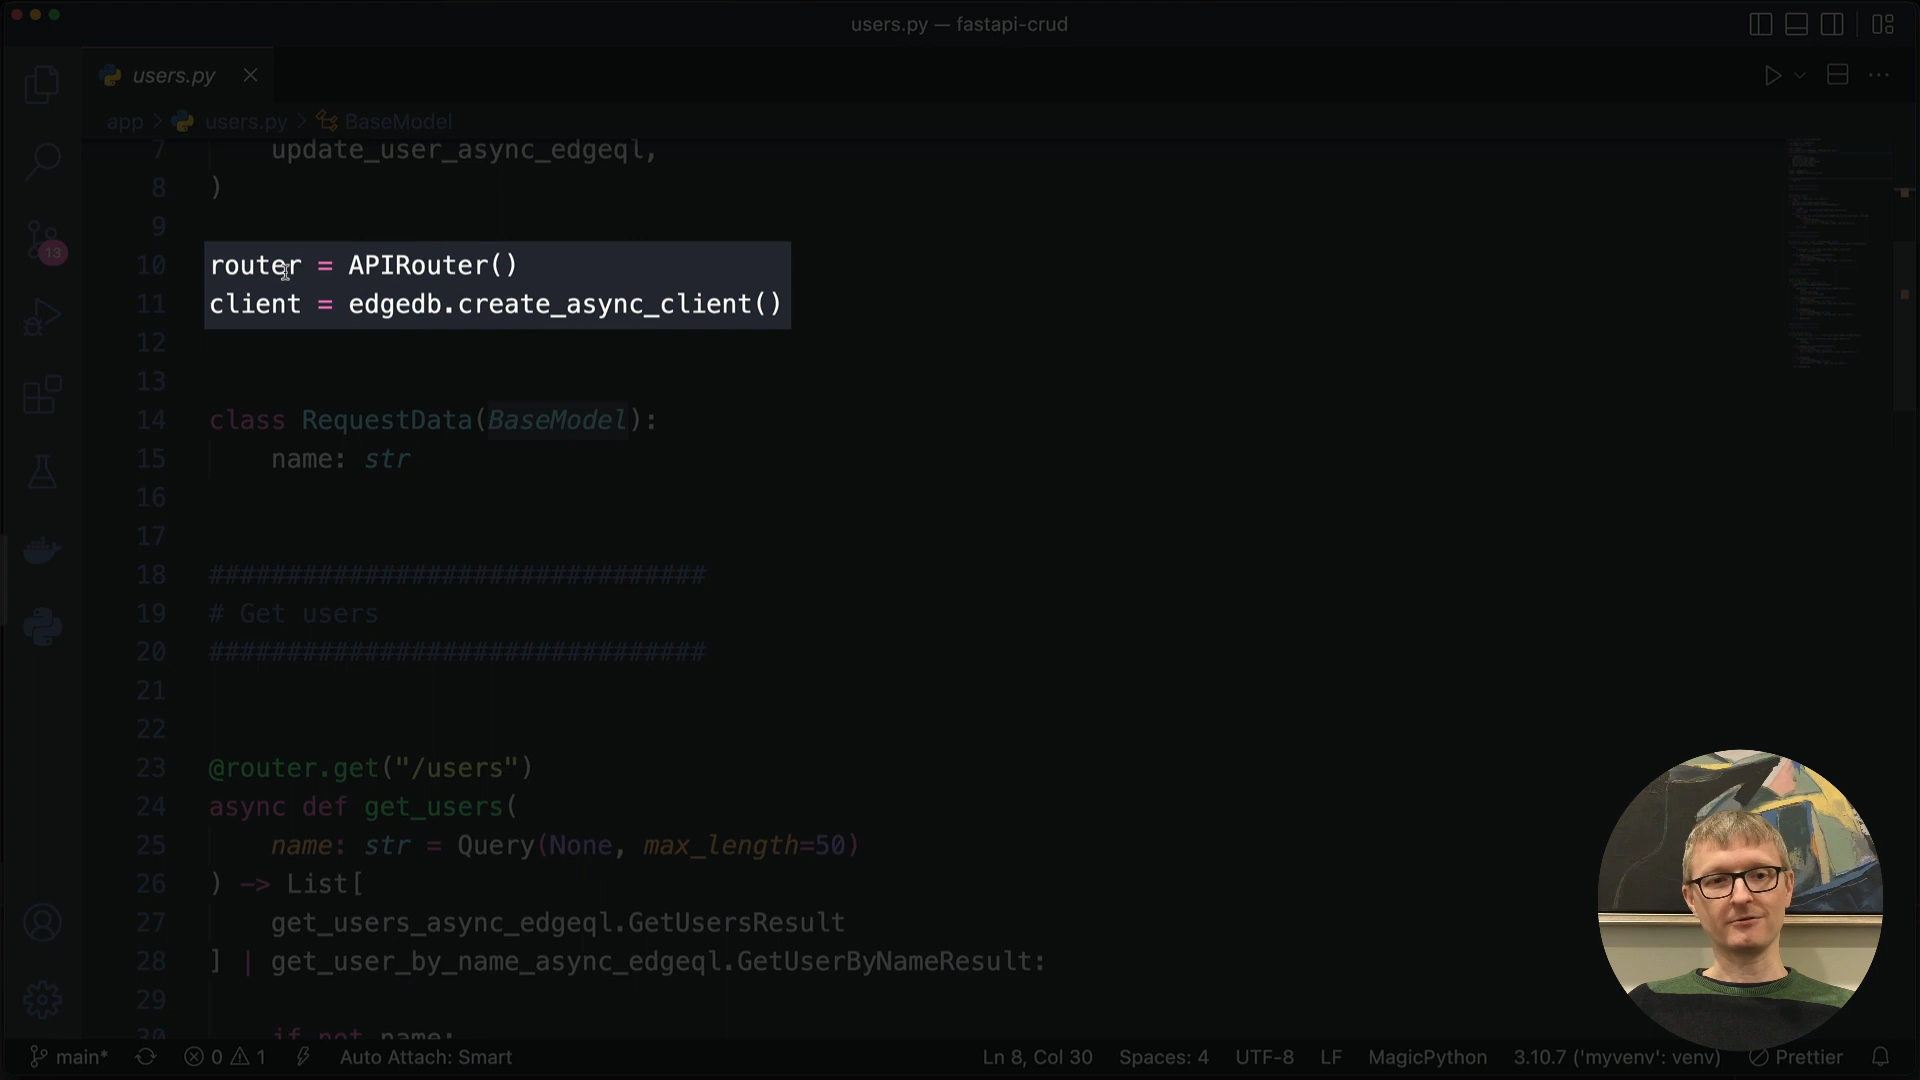 users.py — fastapi-crud
users.py
app > users.py > BaseModel
7 update_user_async_edgeql,
8 )
9
10 router = APIRouter()
11 client = edgedb.create_async_client()
12
13
14 class RequestData(BaseModel):
15 name: str
16
17
18 ################################
19 # Get users
20 ################################
21
22
23 @router.get("/users")
24 async def get_users(
25 name: str = Query(None, max_length=50)
26 ) -> List[
27 get_users_async_edgeql.GetUsersResult
28 ] | get_user_by_name_async_edgeql.GetUserByNameResult:
29
30 if not name:
13
main* 0 1 Auto Attach: Smart Ln 8, Col 30 Spaces: 4 UTF-8 LF MagicPython 3.10.7 ('myvenv': venv) Prettier